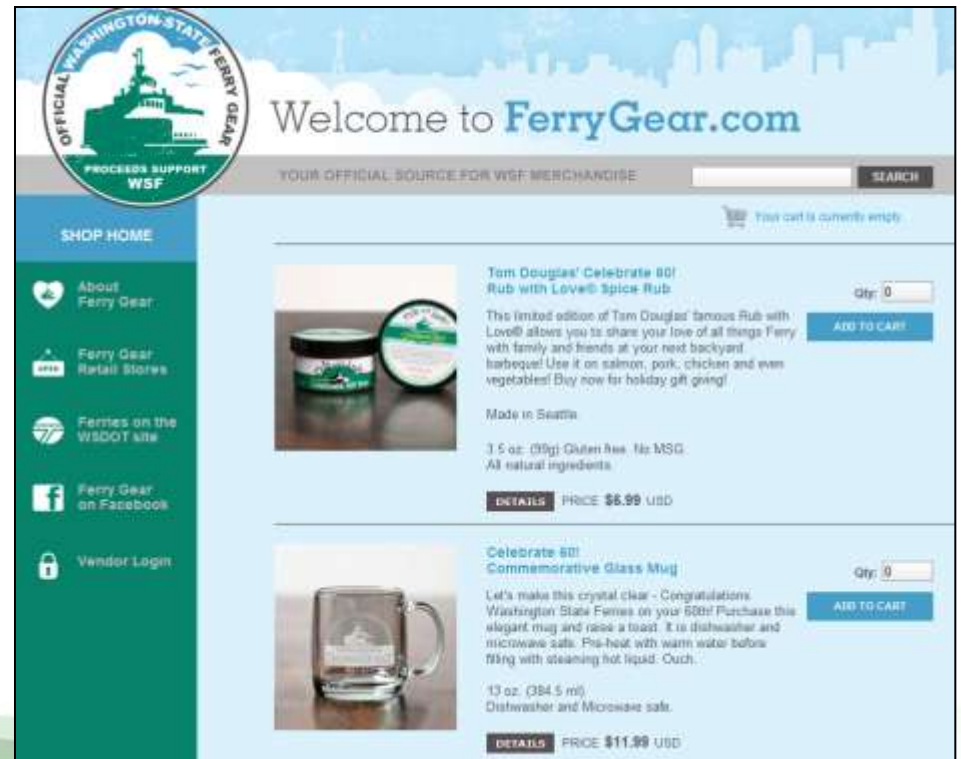 OFFICIAL WASHINGTON STATE FERRY GEAR
PROCEEDS SUPPORT
WSF
Welcome to FerryGear.com
YOUR OFFICIAL SOURCE FOR WSF MERCHANDISE
SEARCH
Your cart is currently empty.
SHOP HOME
About
Ferry Gear
OPEN
Ferry Gear
Retail Stores
Ferries on the
WSDOT site
Ferry Gear
on Facebook
Vendor Login
Tom Douglas' Celebrate 60!
Rub with Love® Spice Rub
This limited edition of Tom Douglas' famous Rub with
Love® allows you to share your love of all things Ferry
with family and friends at your next backyard
barbeque! Use it on salmon, pork, chicken and even
vegetables! Buy now for holiday gift giving!
Made in Seattle.
3.5 oz. (99g) Gluten free. No MSG.
All natural ingredients.
DETAILS PRICE $6.99 USD
Qty: 0
ADD TO CART
Celebrate 60!
Commemorative Glass Mug
Let's make this crystal clear - Congratulations
Washington State Ferries on your 60th! Purchase this
elegant mug and raise a toast. It is dishwasher and
microwave safe. Pre-heat with warm water before
filling with steaming hot liquid. Ouch.
13 oz. (384.5 ml)
Dishwasher and Microwave safe.
DETAILS PRICE $11.99 USD
Qty: 0
ADD TO CART